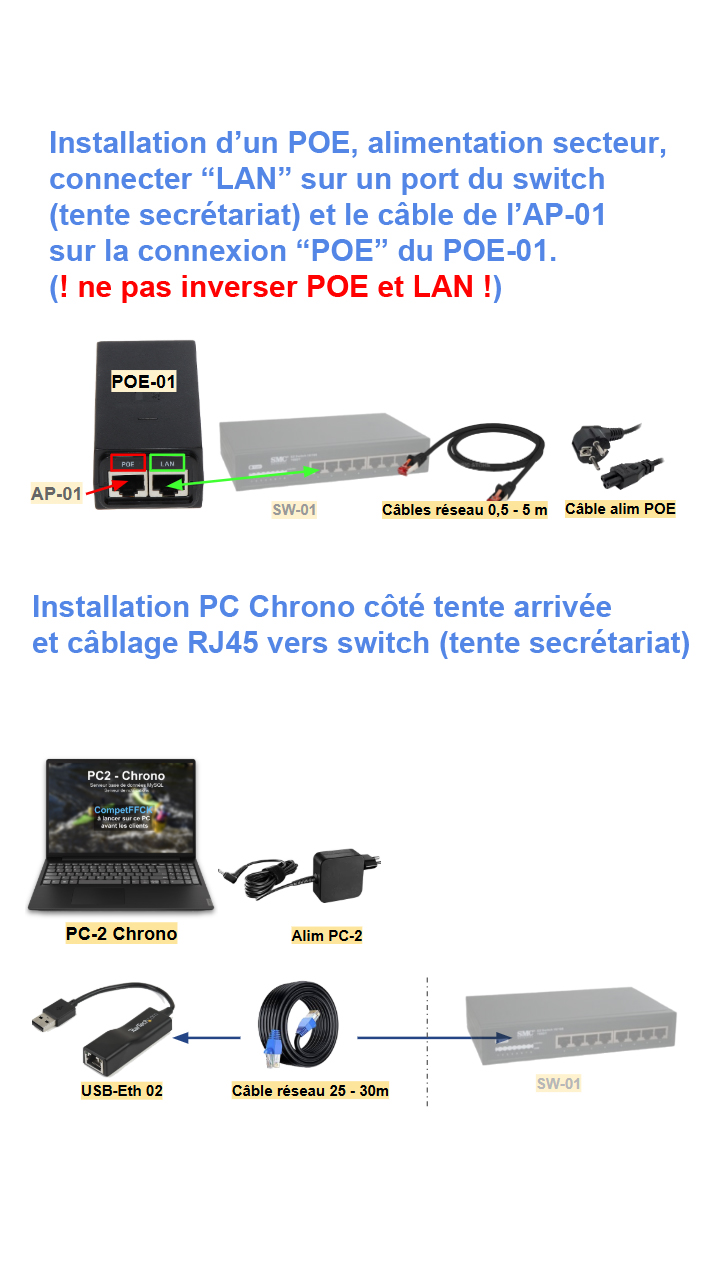 Installation d’un POE, alimentation secteur,
connecter “LAN” sur un port du switch
(tente secrétariat) et le câble de l’AP-01
sur la connexion “POE” du POE-01.
(! ne pas inverser POE et LAN !)
POE-01
POE LAN
AP-01
SMC
SW-01
Câbles réseau 0,5 - 5 m
Câble alim POE
Installation PC Chrono côté tente arrivée
et câblage RJ45 vers switch (tente secrétariat)
PC2 - Chrono
Serveur base de données MySQL
Serveur de
CompetFFCK
à lancer sur ce PC
avant les clients
PC-2 Chrono
Alim PC-2
StarTech
SMC
USB-Eth 02
Câble réseau 25 - 30m
SW-01